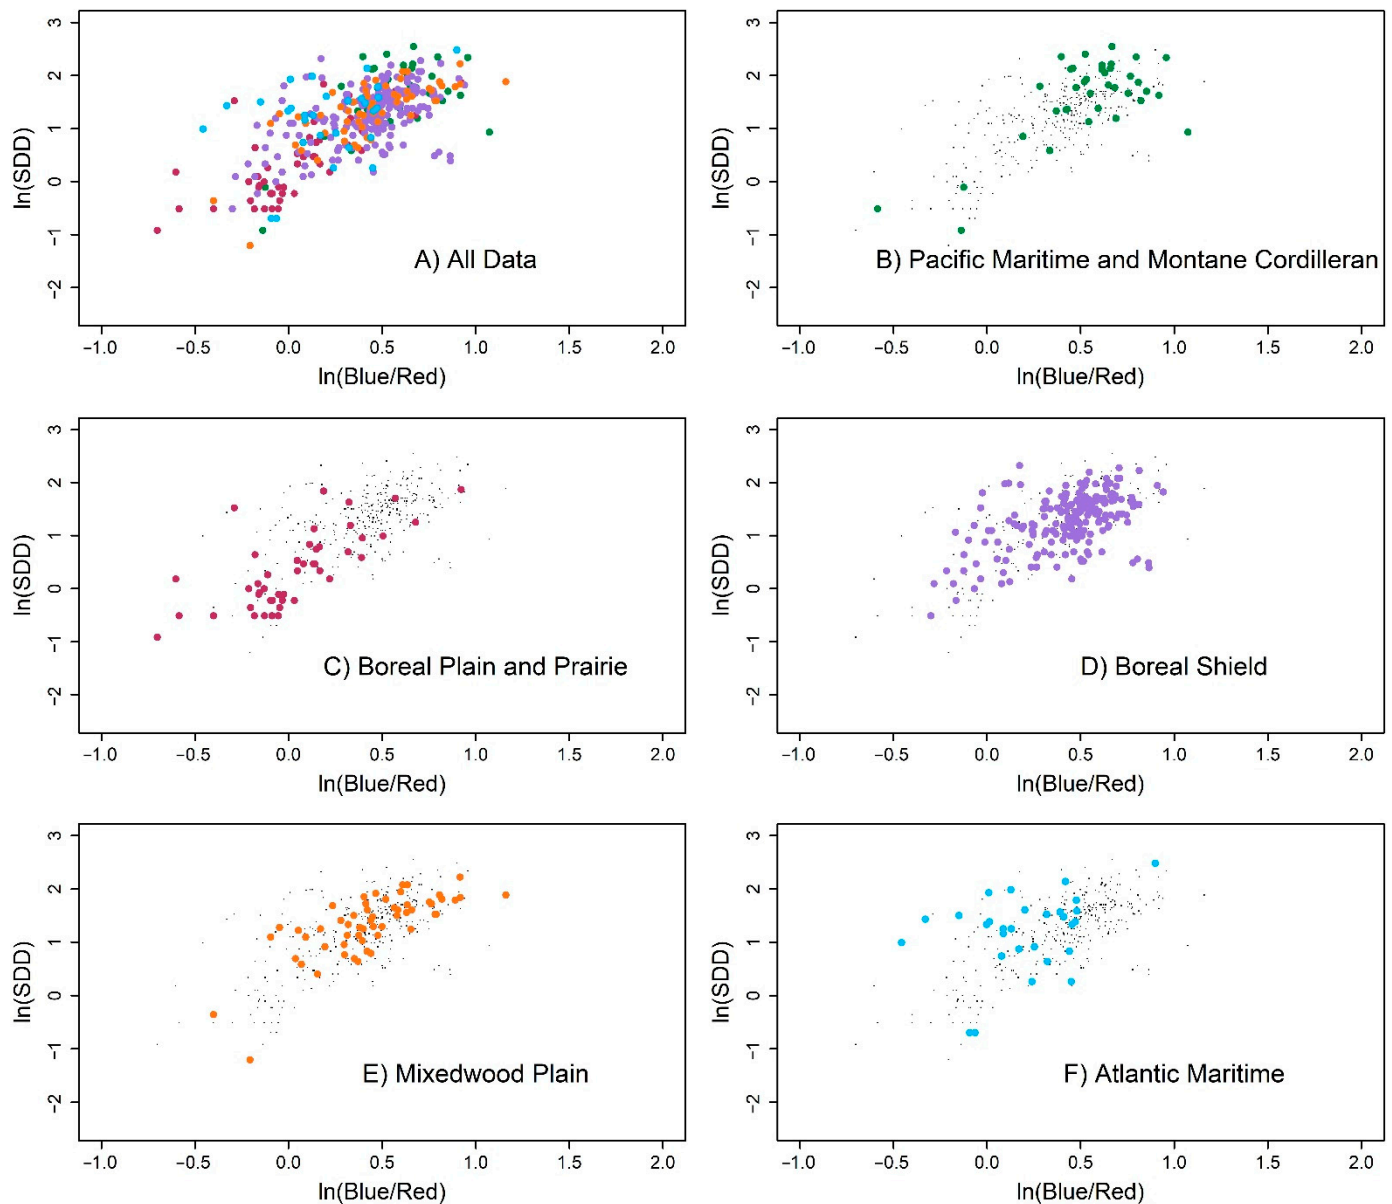 3
2
1
0
−1
−2
ln(SDD)
A) All Data
−1.0 −0.5 0.0 0.5 1.0 1.5 2.0
ln(Blue/Red)
3
2
1
0
−1
−2
ln(SDD)
B) Pacific Maritime and Montane Cordilleran
−1.0 −0.5 0.0 0.5 1.0 1.5 2.0
ln(Blue/Red)
3
2
1
0
−1
−2
ln(SDD)
C) Boreal Plain and Prairie
−1.0 −0.5 0.0 0.5 1.0 1.5 2.0
ln(Blue/Red)
3
2
1
0
−1
−2
ln(SDD)
D) Boreal Shield
−1.0 −0.5 0.0 0.5 1.0 1.5 2.0
ln(Blue/Red)
3
2
1
0
−1
−2
ln(SDD)
E) Mixedwood Plain
−1.0 −0.5 0.0 0.5 1.0 1.5 2.0
ln(Blue/Red)
3
2
1
0
−1
−2
ln(SDD)
F) Atlantic Maritime
−1.0 −0.5 0.0 0.5 1.0 1.5 2.0
ln(Blue/Red)